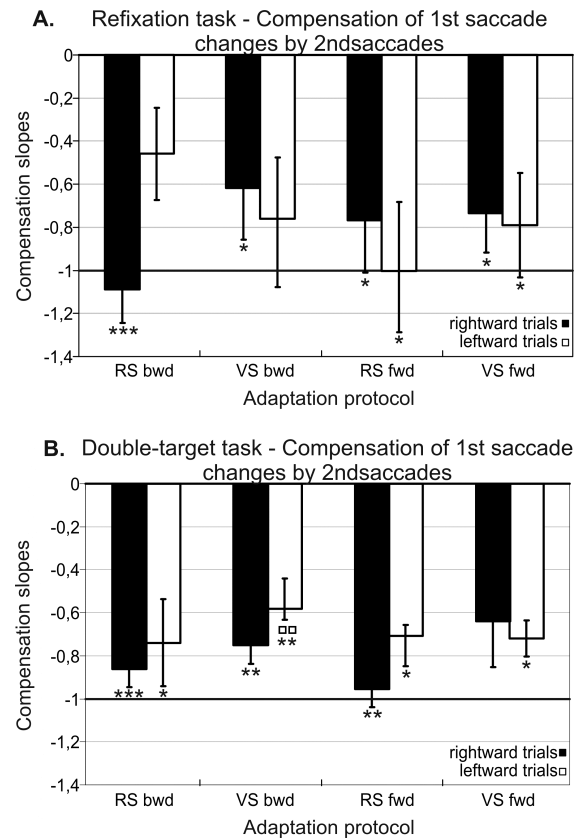 A. Refixation task - Compensation of 1st saccade
changes by 2ndsaccades
Compensation slopes
0
-0,2
-0,4
-0,6
-0,8
-1
-1,2
-1,4
***
*
*
*
*
*
rightward trials
leftward trials
RS bwd VS bwd RS fwd VS fwd
Adaptation protocol
B. Double-target task - Compensation of 1st saccade
changes by 2ndsaccades
Compensation slopes
0
-0,2
-0,4
-0,6
-0,8
-1
-1,2
-1,4
***
*
**
**
**
*
*
rightward trials
leftward trials
RS bwd VS bwd RS fwd VS fwd
Adaptation protocol